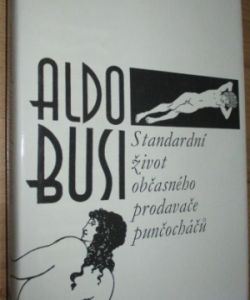 ALDO
BUSI
Standardní
život
občasného
prodavače
punčocháčů